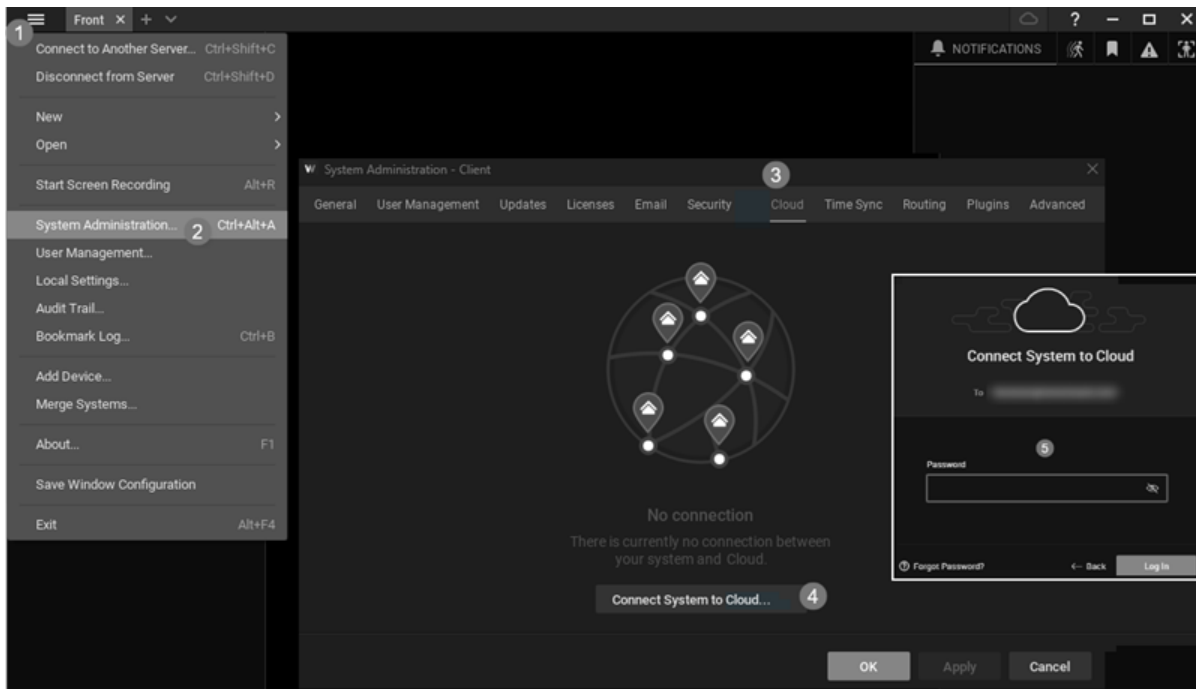 1
Front
?
Connect to Another Server... Ctrl+Shift+C
Disconnect from Server Ctrl+Shift+D
New
Open
Start Screen Recording Alt+R
System Administration... 2 Ctrl+Alt+A
User Management...
Local Settings...
Audit Trail...
Bookmark Log... Ctrl+B
Add Device...
Merge Systems...
About... F1
Save Window Configuration
Exit Alt+F4
NOTIFICATIONS
W System Administration - Client
3
General User Management Updates Licenses Email Security Cloud Time Sync Routing Plugins Advanced
No connection
There is currently no connection between
your system and Cloud.
Connect System to Cloud... 4
OK Apply Cancel
Connect System to Cloud
To
5
Password
? Forgot Password? ← Back Log In